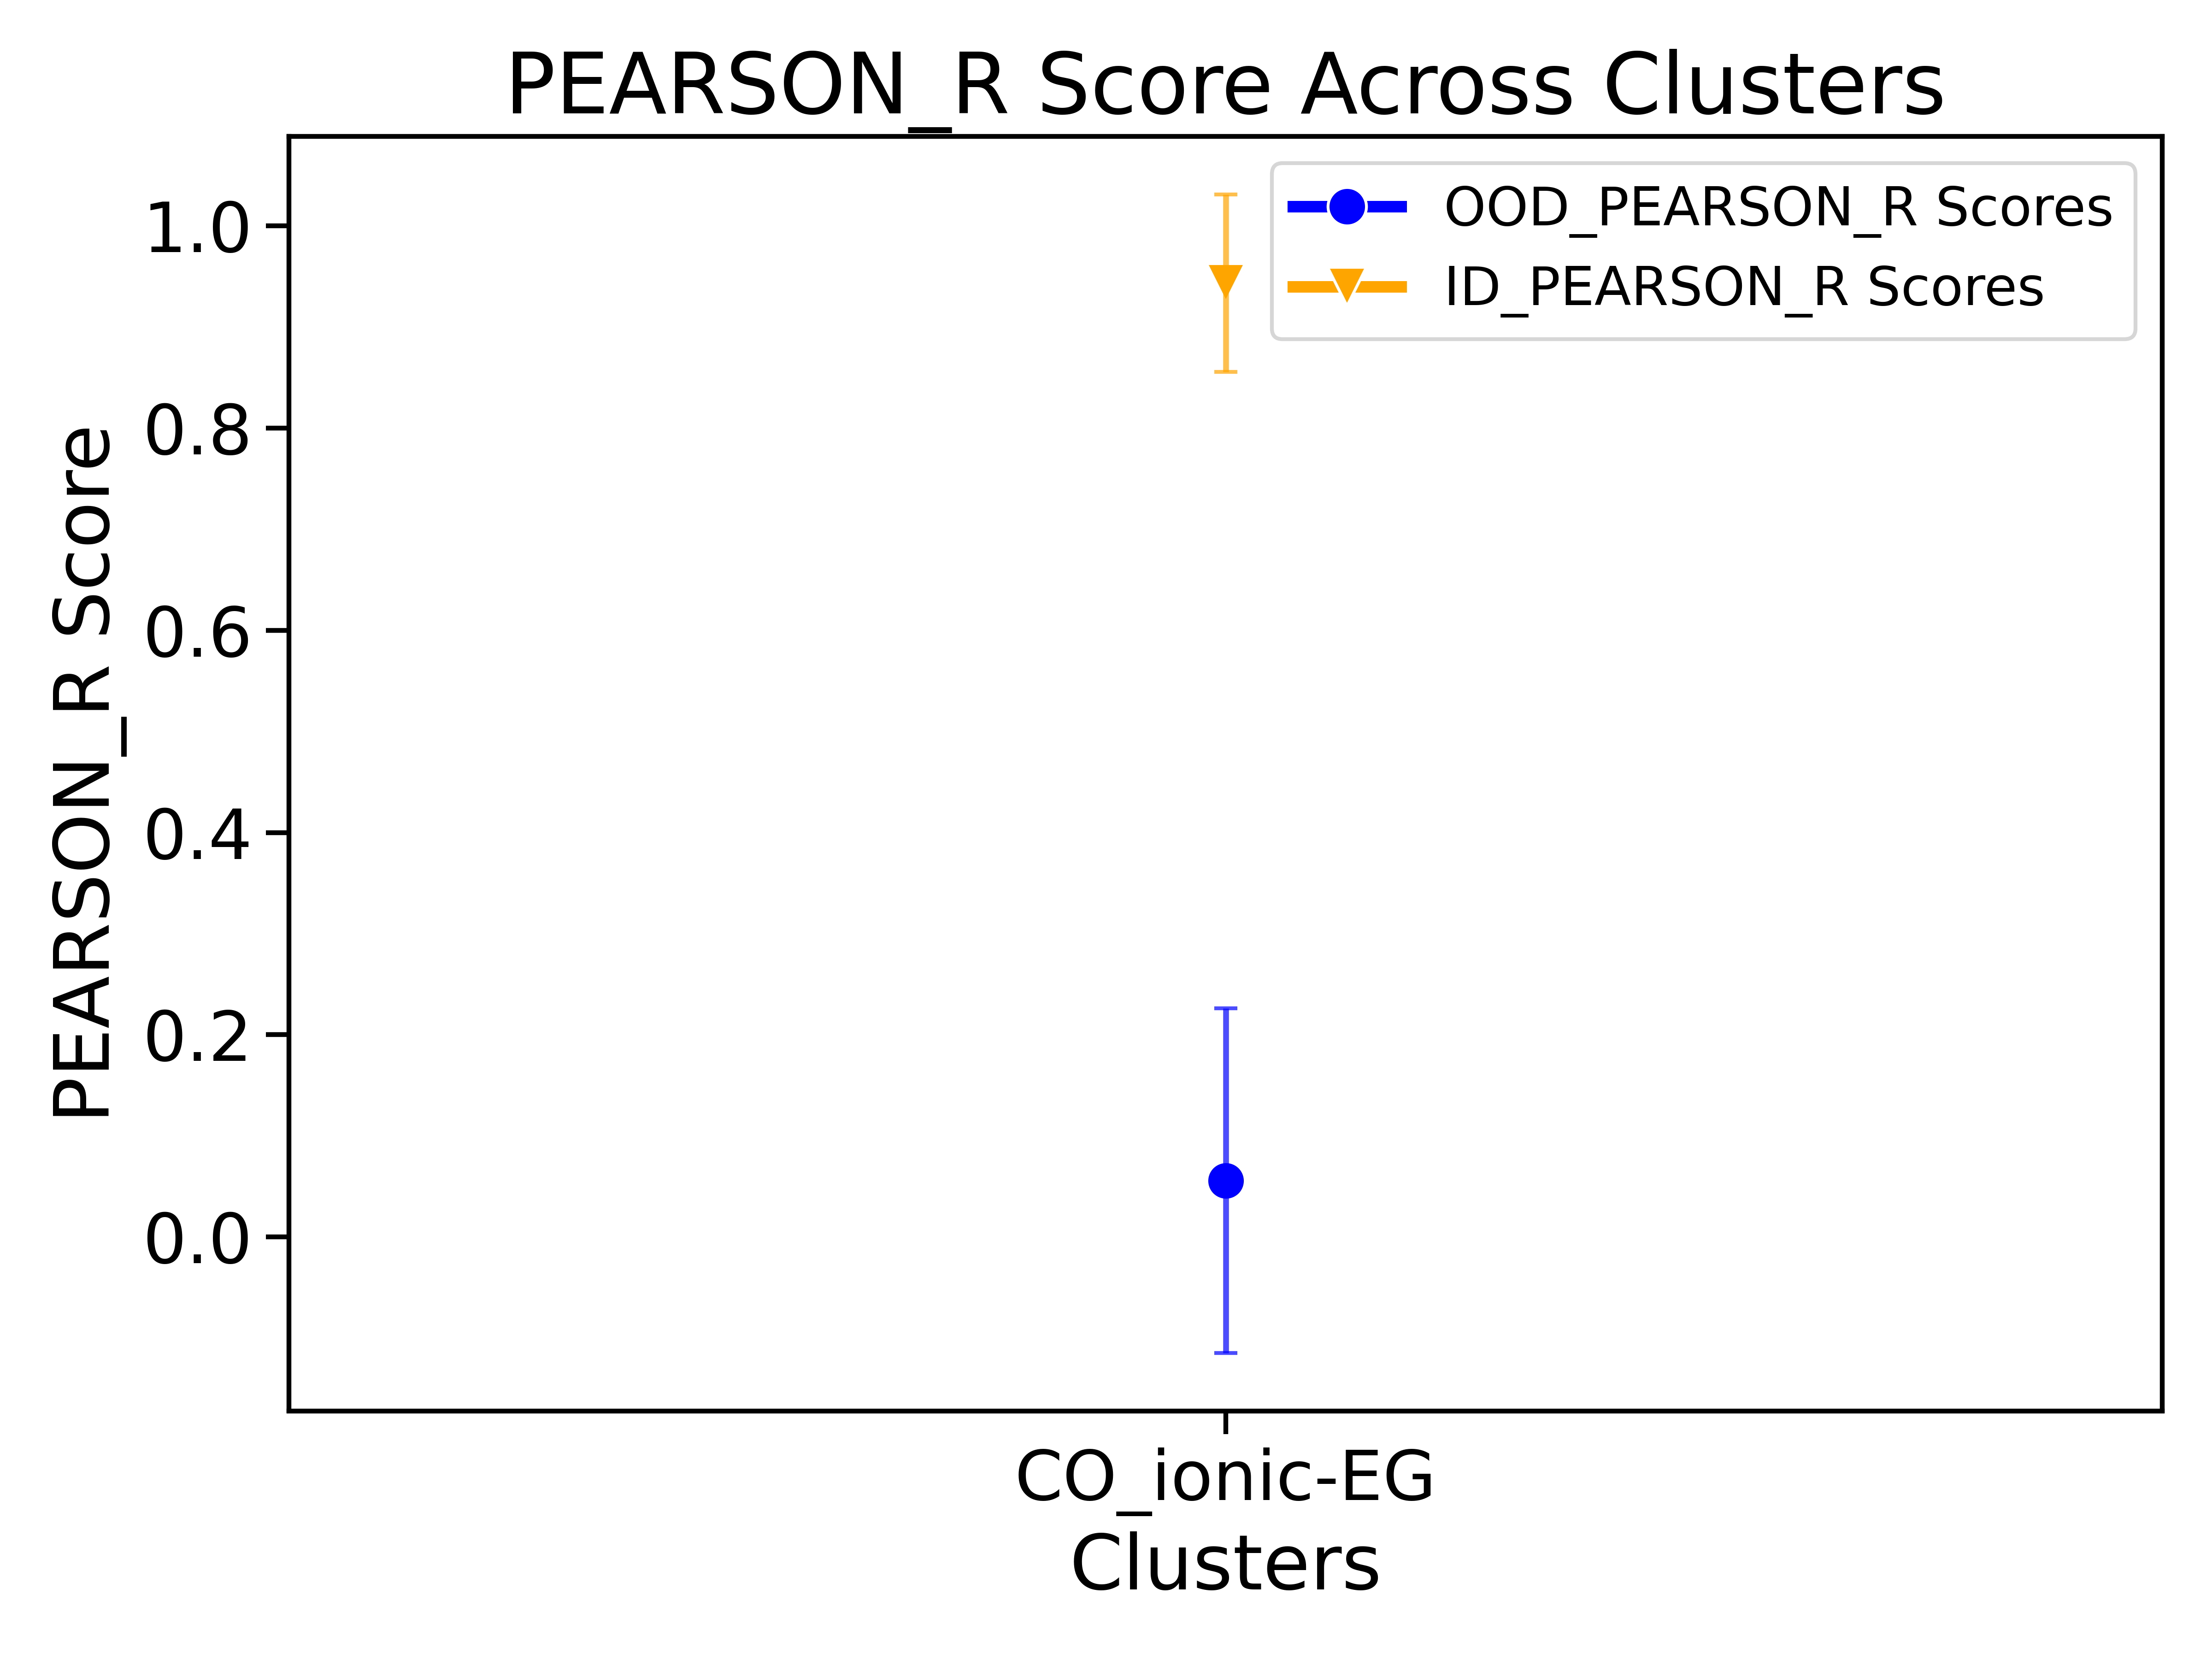 PEARSON_R Score Across Clusters
OOD_PEARSON_R Scores
ID_PEARSON_R Scores
PEARSON_R Score
1.0
0.8
0.6
0.4
0.2
0.0
CO_ionic-EG
Clusters